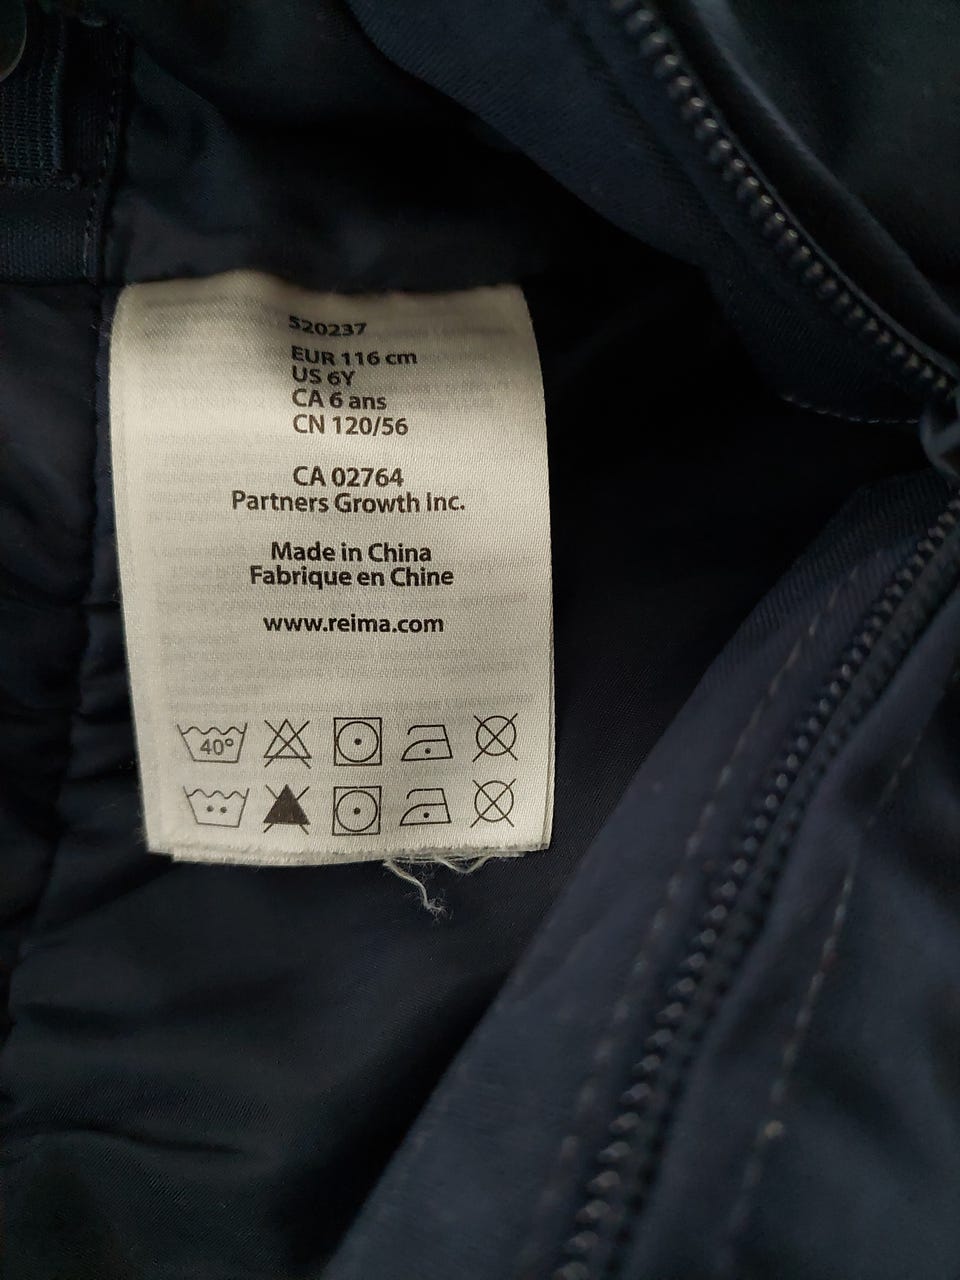 520237
EUR 116 cm
US 6Y
CA 6 ans
CN 120/56
CA 02764
Partners Growth Inc.
Made in China
Fabrique en Chine
www.reima.com
40°